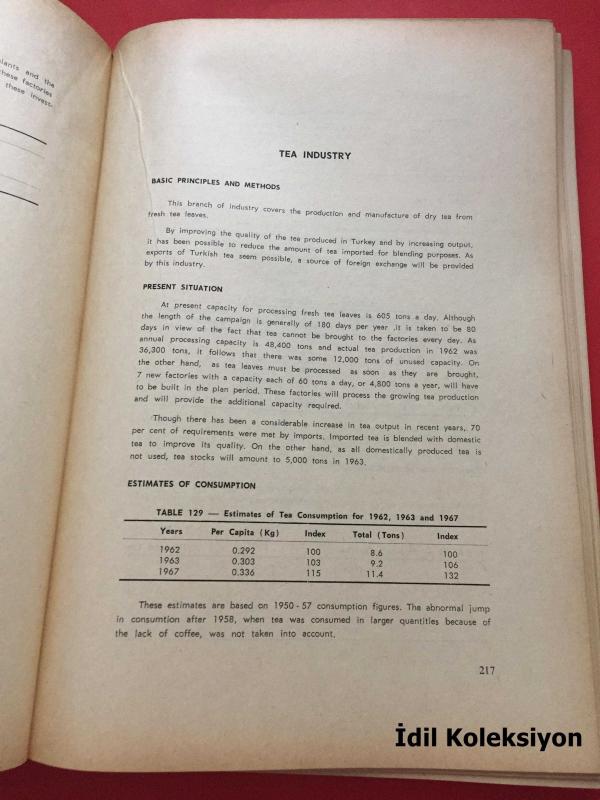 plants and the
these factories
these invest-
TEA INDUSTRY
BASIC PRINCIPLES AND METHODS
This branch of industry covers the production and manufacture of dry tea from
fresh tea leaves.
By improving the quality of the tea produced in Turkey and by increasing output,
it has been possible to reduce the amount of tea imported for blending purposes. As
exports of Turkish tea seem possible, a source of foreign exchange will be provided
by this industry.
PRESENT SITUATION
At present capacity for processing fresh tea leaves is 605 tons a day. Although
the length of the campaign is generally of 180 days per year ,it is taken to be 80
days in view of the fact that tea cannot be brought to the factories every day. As
annual processing capacity is 48,400 tons and actual tea production in 1962 was
36,300 tons, it follows that there was some 12,000 tons of unused capacity. On
the other hand, as tea leaves must be processed as soon as they are brought,
7 new factories with a capacity each of 60 tons a day, or 4,800 tons a year, will have
to be built in the plan period. These factories will process the growing tea production
and will provide the additional capacity required.
Though there has been a considerable increase in tea output in recent years, 70
per cent of requirements were met by imports. Imported tea is blended with domestic
tea to improve its quality. On the other hand, as all domestically produced tea is
not used, tea stocks will amount to 5,000 tons in 1963.
ESTIMATES OF CONSUMPTION
TABLE 129 — Estimates of Tea Consumption for 1962, 1963 and 1967
Years Per Capita (Kg) Index Total (Tons) Index
1962 0.292 100 8.6 100
1963 0.303 103 9.2 106
1967 0.336 115 11.4 132
These estimates are based on 1950-57 consumption figures. The abnormal jump
in consumtion after 1958, when tea was consumed in larger quantities because of
the lack of coffee, was not taken into account.
217
İdil Koleksiyon